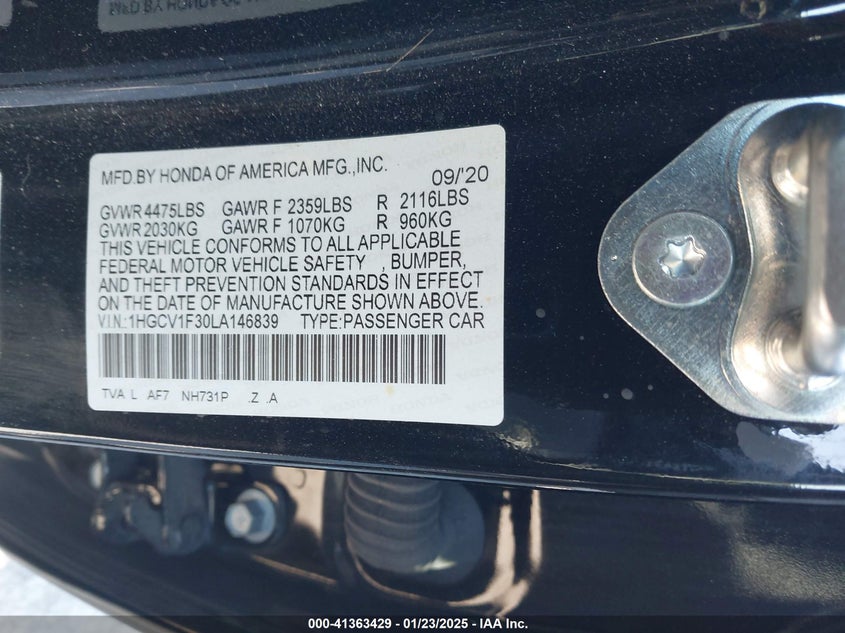 MFD.BY HONDA OF AMERICA MFG.,INC. 09/'20
GVWR 4475LBS GAWR F 2359LBS R 2116LBS
GVWR 2030KG GAWR F 1070KG R 960KG
THIS VEHICLE CONFORMS TO ALL APPLICABLE
FEDERAL MOTOR VEHICLE SAFETY , BUMPER,
AND THEFT PREVENTION STANDARDS IN EFFECT
ON THE DATE OF MANUFACTURE SHOWN ABOVE.
V.I.N.:1HGCV1F30LA146839 TYPE:PASSENGER CAR
TVA L AF7 NH731P .Z .A
000-41363429 / 01/23/2025 - IAA Inc.